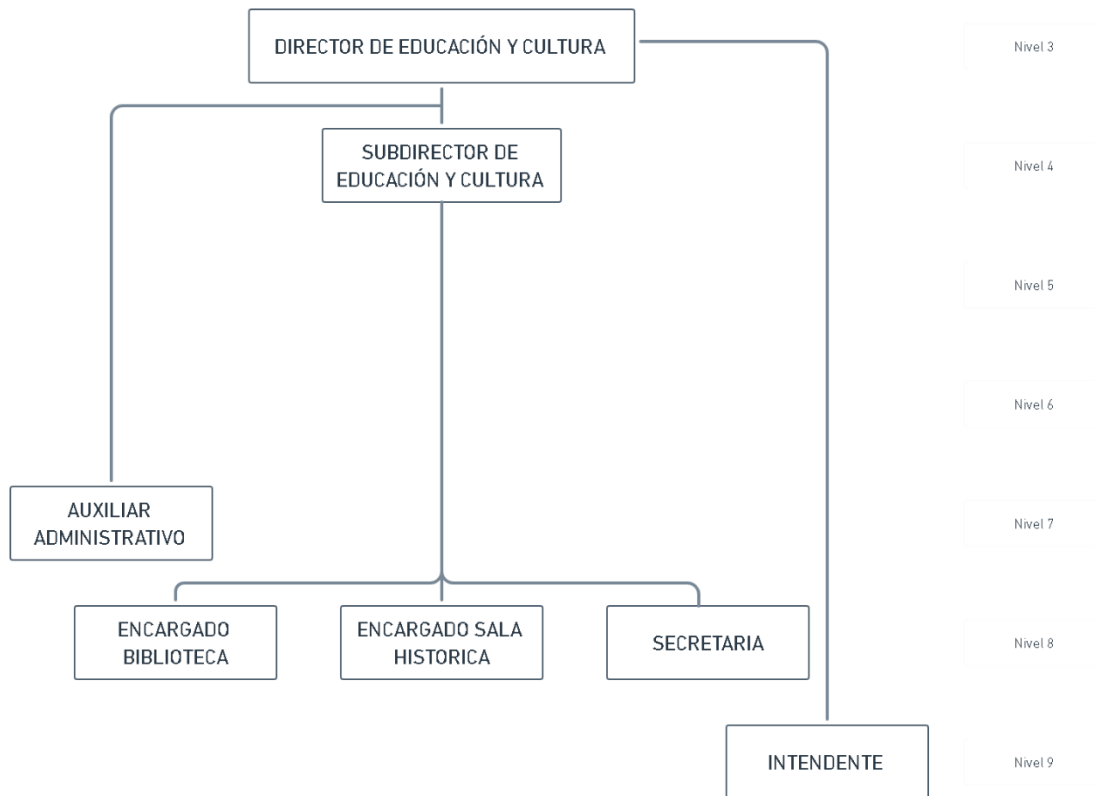 DIRECTOR DE EDUCACIÓN Y CULTURA
Nivel 3
SUBDIRECTOR DE
EDUCACIÓN Y CULTURA
Nivel 4
Nivel 5
Nivel 6
AUXILIAR
ADMINISTRATIVO
Nivel 7
ENCARGADO
BIBLIOTECA
ENCARGADO SALA
HISTORICA
SECRETARIA
Nivel 8
INTENDENTE
Nivel 9